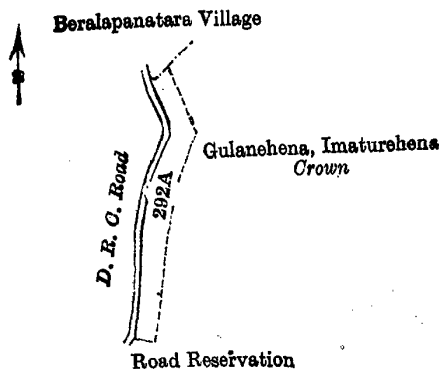 Beralapanatara Village
Gulanehena, Imaturehena
Crown
D. R. C. Road
292A
Road Reservation